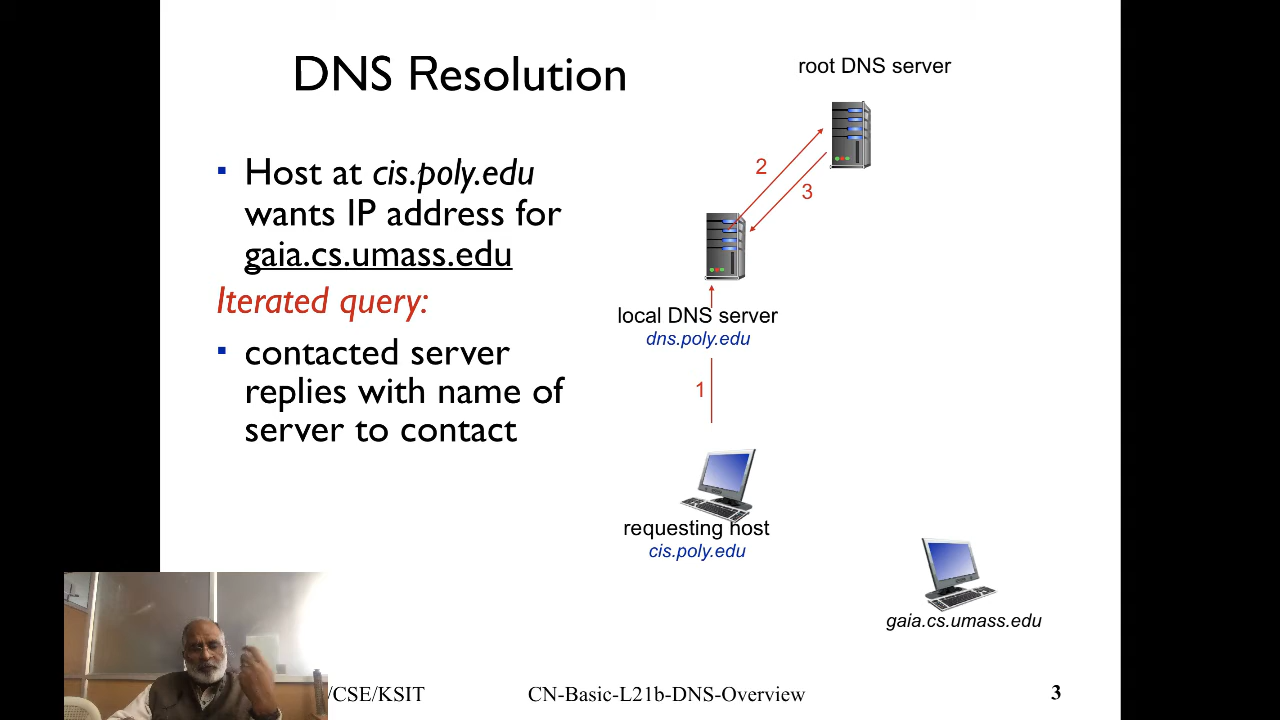 DNS Resolution
root DNS server
Host at cis.poly.edu
wants IP address for
gaia.cs.umass.edu
Iterated query:
contacted server
replies with name of
server to contact
2
3
local DNS server
dns.poly.edu
1
requesting host
cis.poly.edu
gaia.cs.umass.edu
/CSE/KSIT
CN-Basic-L21b-DNS-Overview
3